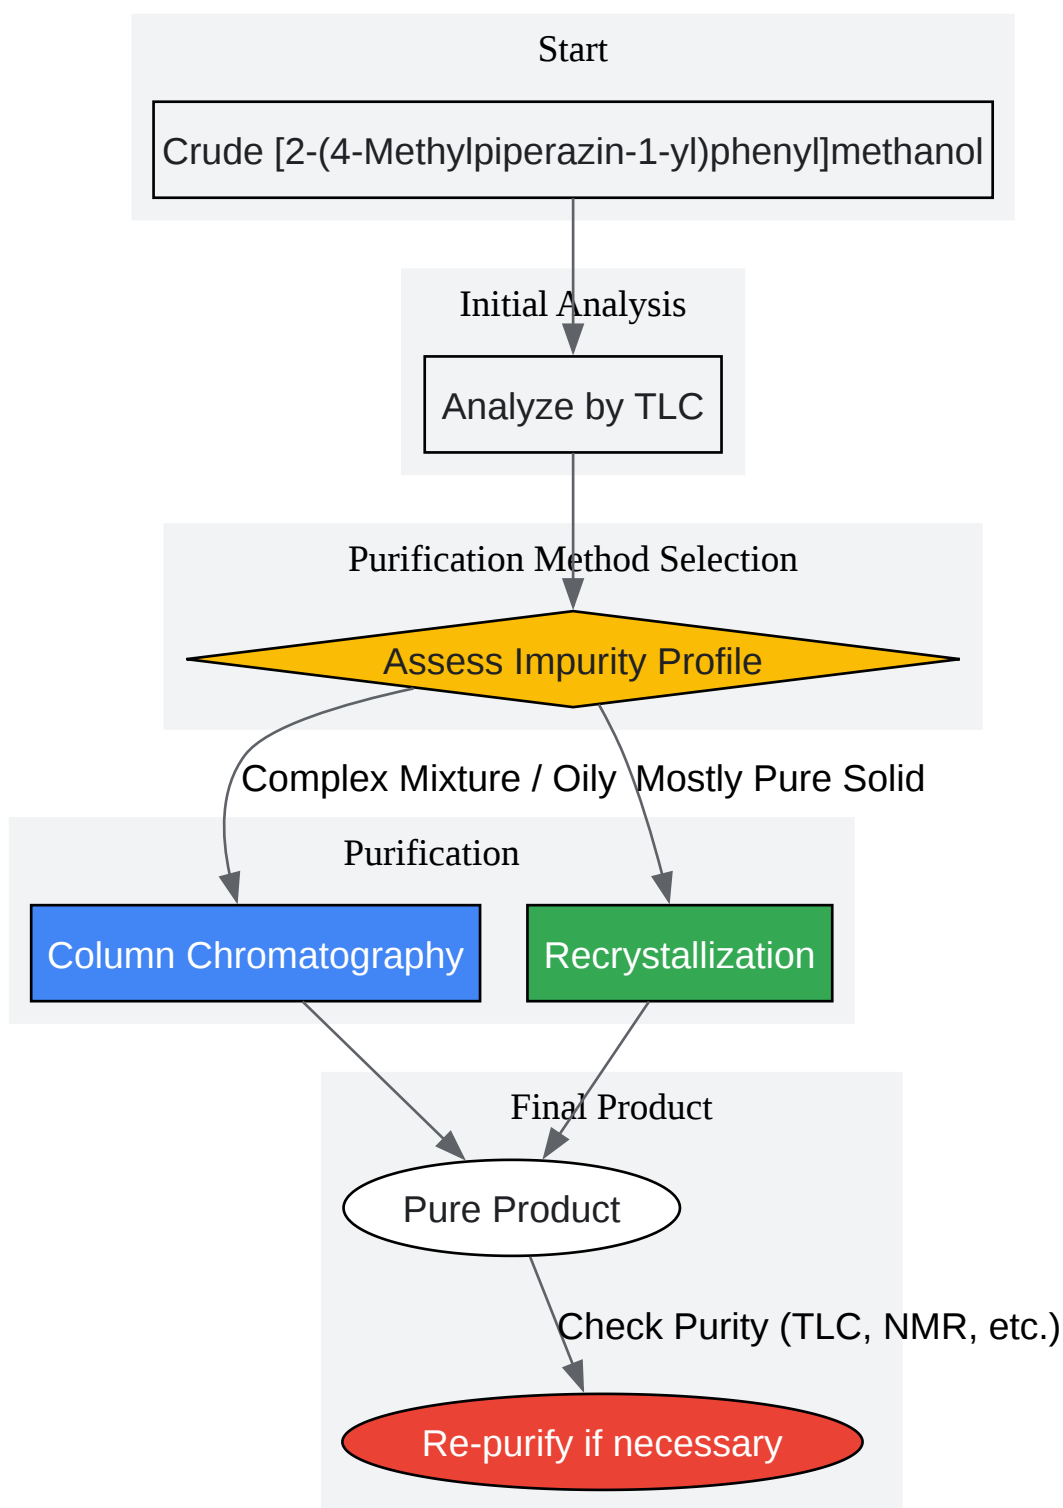 Start
Crude [2-(4-Methylpiperazin-1-yl)phenyl]methanol
Initial Analysis
Analyze by TLC
Purification Method Selection
Assess Impurity Profile
Complex Mixture / Oily
Mostly Pure Solid
Purification
Column Chromatography
Recrystallization
Final Product
Pure Product
Check Purity (TLC, NMR, etc.)
Re-purify if necessary